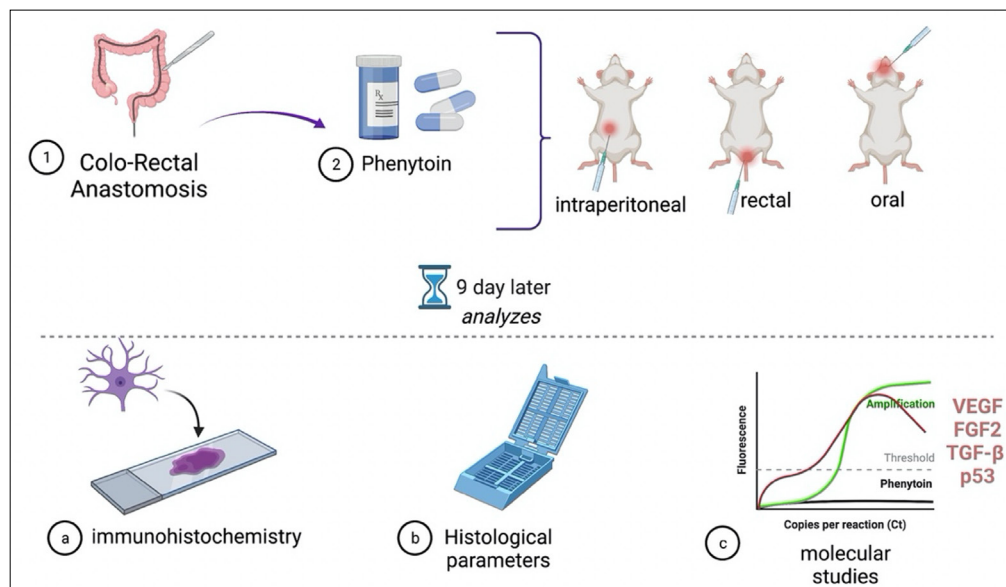 1
Colo-Rectal
Anastomosis
Rx
2
Phenytoin
intraperitoneal
rectal
oral
9 day later
analyzes
a
immunohistochemistry
b
Histological
parameters
Fluorescence
Amplification
Threshold
Phenytoin
Copies per reaction (Ct)
VEGF
FGF2
TGF-β
p53
c
molecular
studies